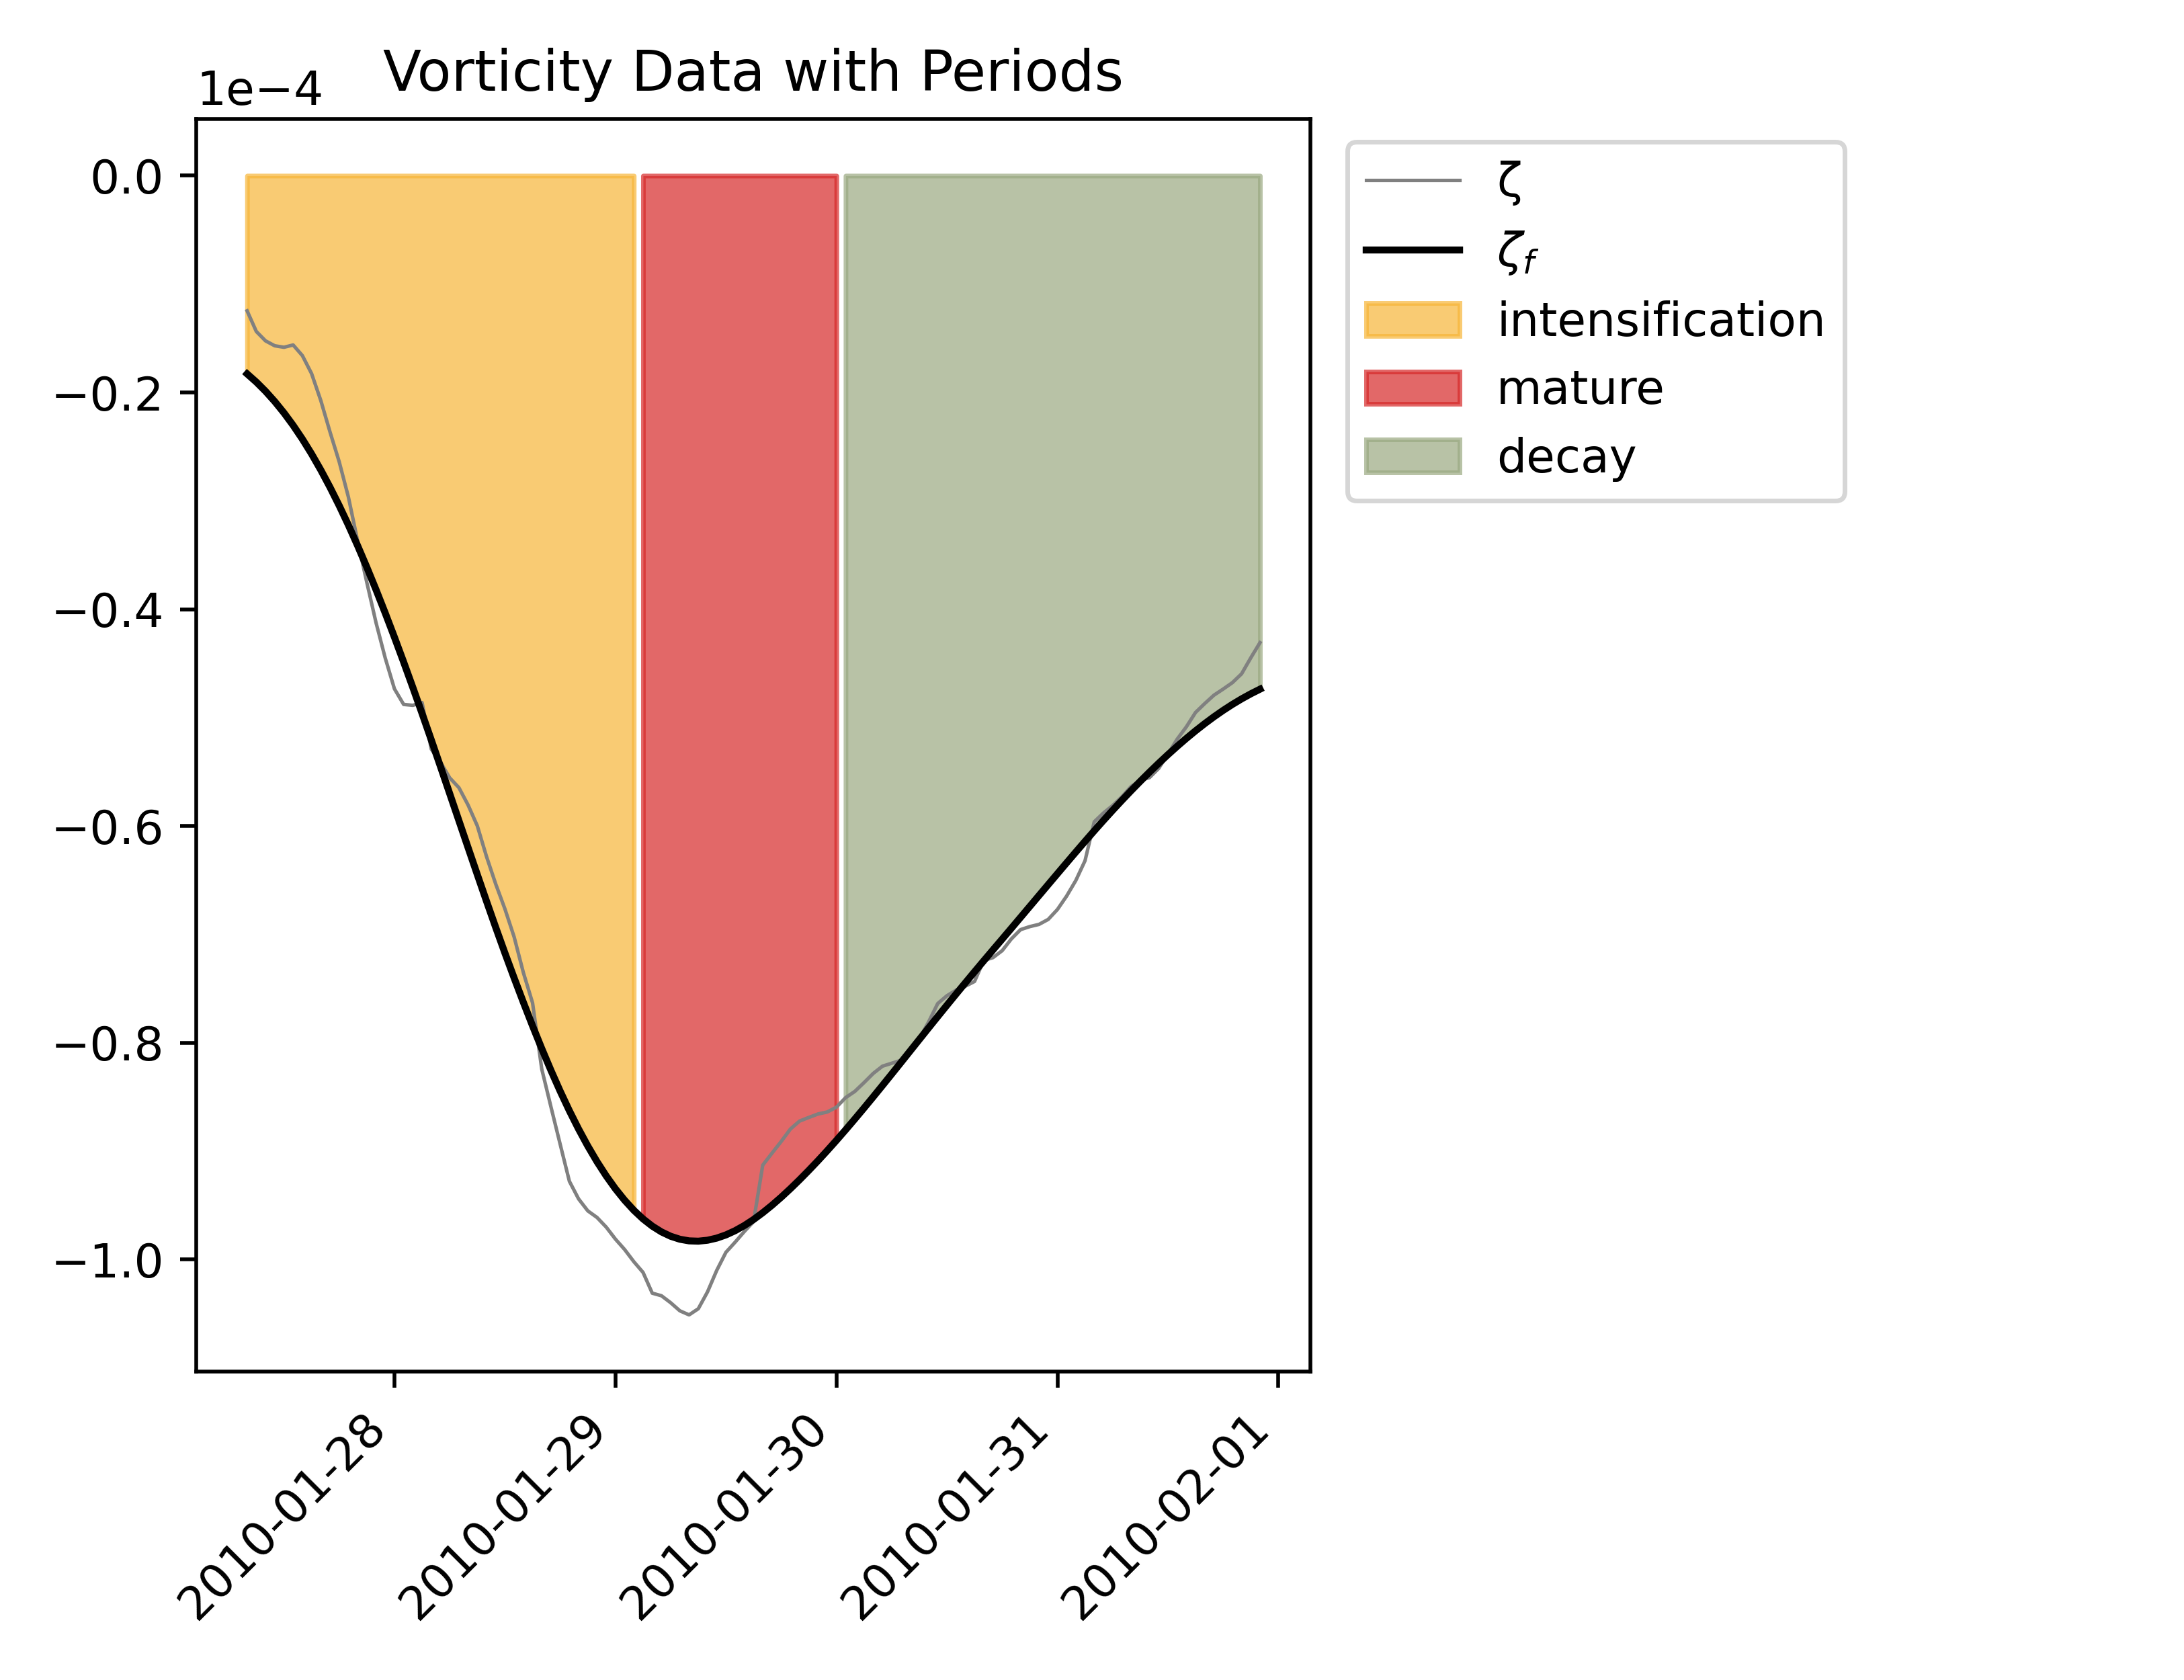 Vorticity Data with Periods
1e−4
0.0
−0.2
−0.4
−0.6
−0.8
−1.0
2010-01-28
2010-01-29
2010-01-30
2010-01-31
2010-02-01
ζ
ζf
intensification
mature
decay